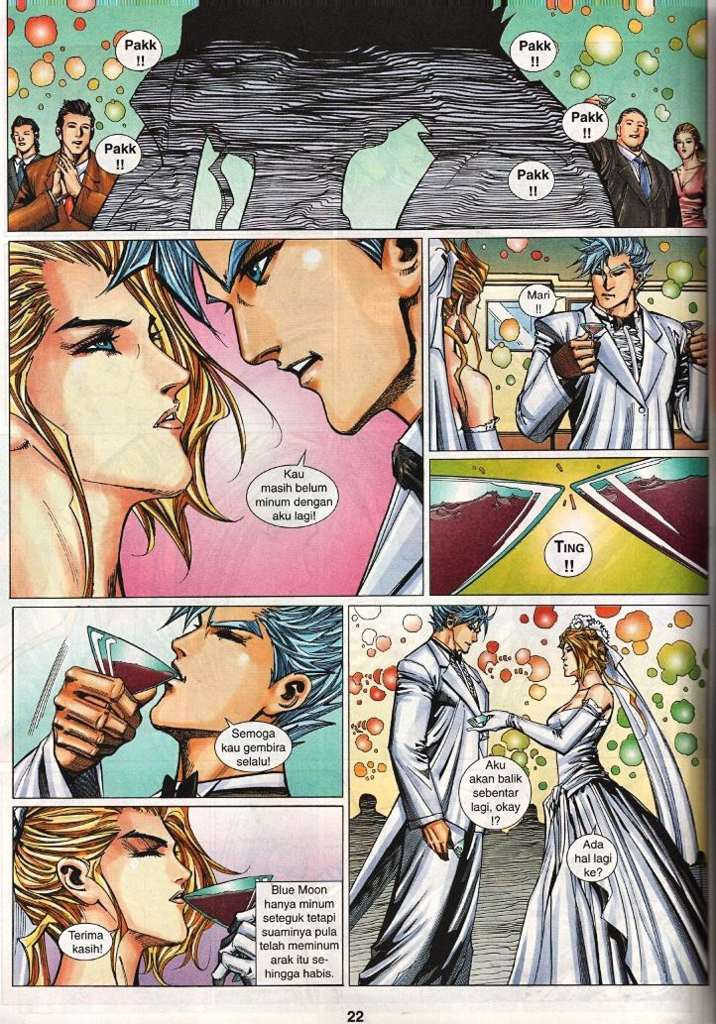 Pakk
!!
Pakk
!!
Pakk
!!
Pakk
!!
Pakk
!!
Kau
masih belum
minum dengan
aku lagi!
Mari
!!
TING
!!
Semoga
kau gembira
selalu!
Terima
kasih!
Blue Moon
hanya minum
seteguk tetapi
suaminya pula
telah meminum
arak itu se-
hingga habis.
Aku
akan balik
sebentar
lagi, okay
!?
Ada
hal lagi
ke?
22